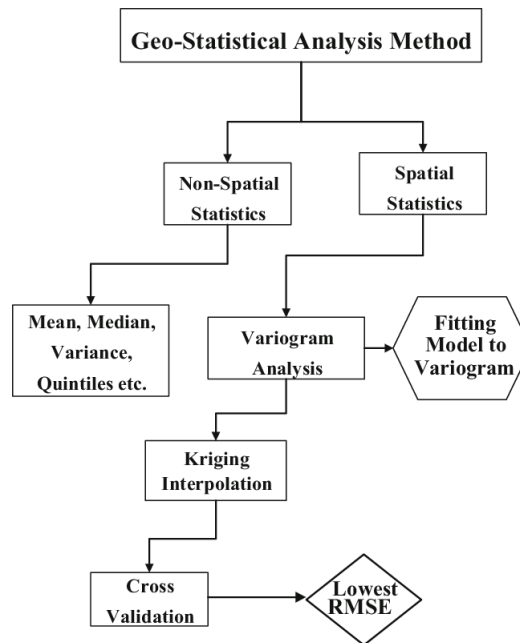 Geo-Statistical Analysis Method
Non-Spatial
Statistics
Spatial
Statistics
Mean, Median,
Variance,
Quintiles etc.
Variogram
Analysis
Fitting
Model to
Variogram
Kriging
Interpolation
Cross
Validation
Lowest
RMSE